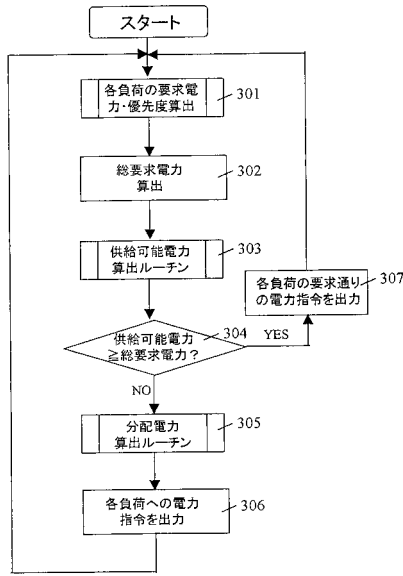 スタート
各負荷の要求電
力・優先度算出
301
総要求電力
算出
302
供給可能電力
算出ルーチン
303
供給可能電力
≧総要求電力?
304
YES
各負荷の要求通り
の電力指令を出力
307
NO
分配電力
算出ルーチン
305
各負荷への電力
指令を出力
306